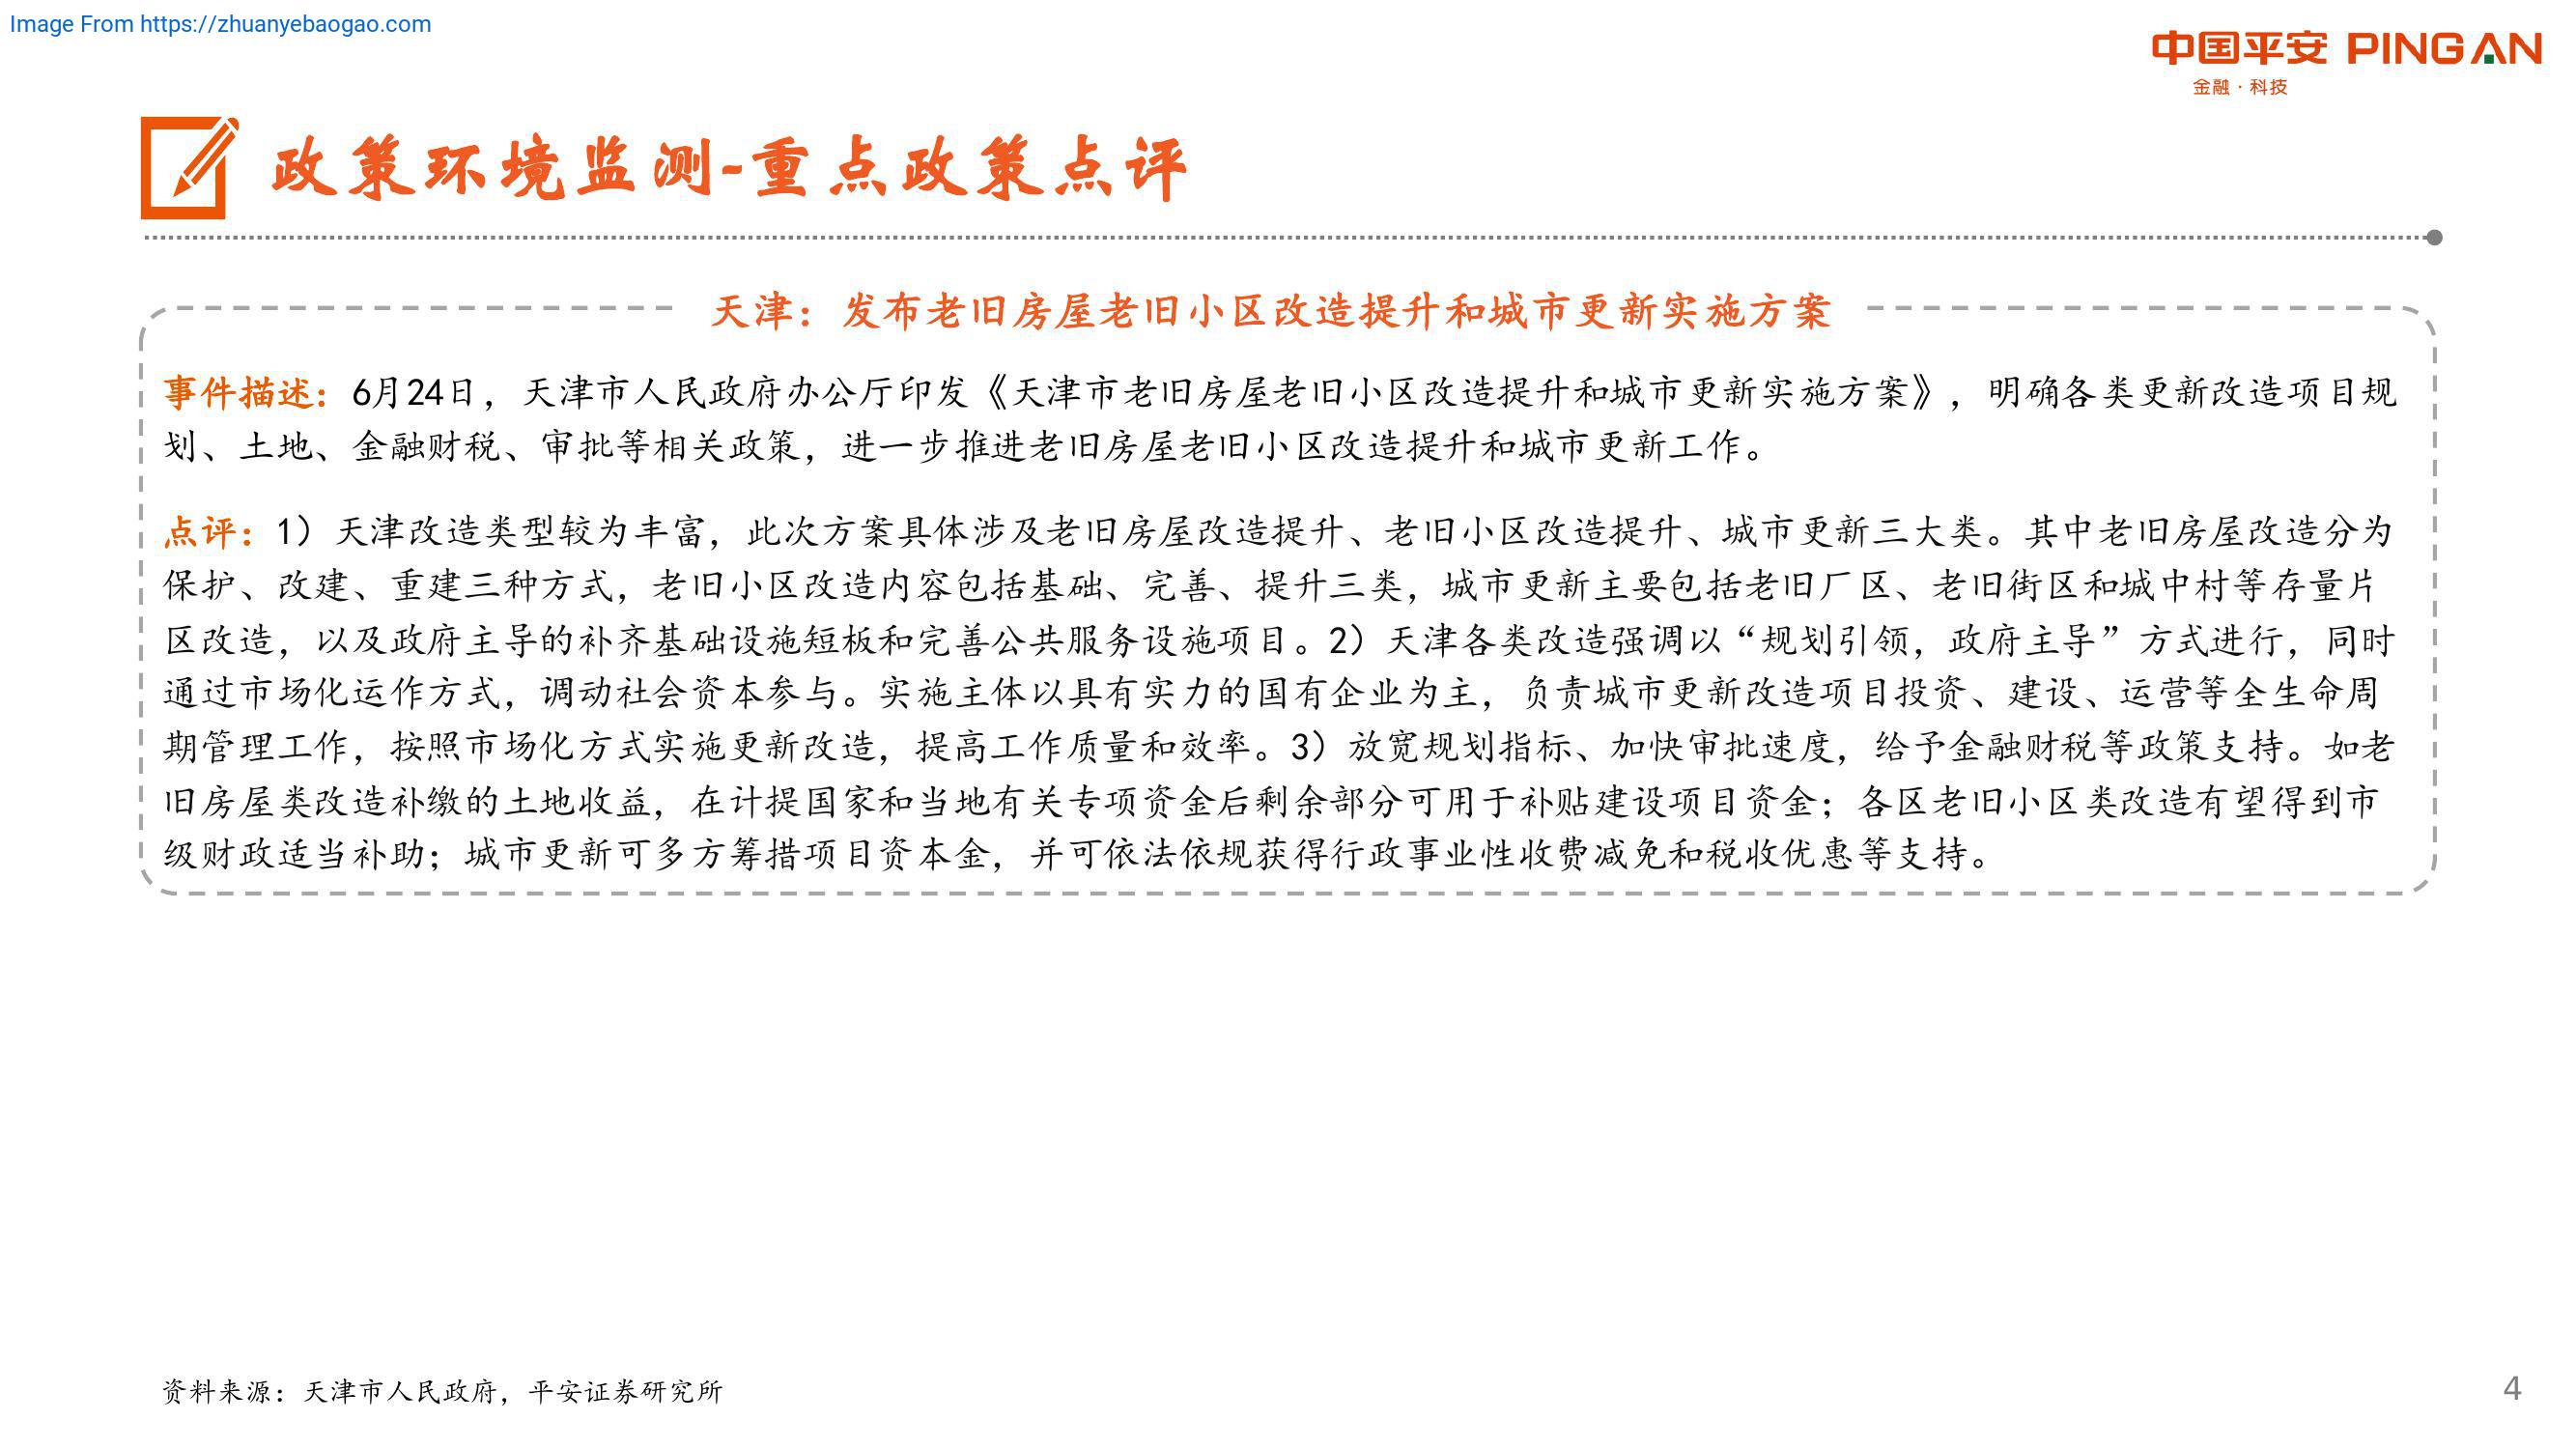 Image From https://zhuanyebaogao.com
中国平安 PINGAN
金融·科技
政策环境监测-重点政策点评
天津：发布老旧房屋老旧小区改造提升和城市更新实施方案
事件描述：6月24日，天津市人民政府办公厅印发《天津市老旧房屋老旧小区改造提升和城市更新实施方案》，明确各类更新改造项目规
划、土地、金融财税、审批等相关政策，进一步推进老旧房屋老旧小区改造提升和城市更新工作。
点评：1）天津改造类型较为丰富，此次方案具体涉及老旧房屋改造提升、老旧小区改造提升、城市更新三大类。其中老旧房屋改造分为
保护、改建、重建三种方式，老旧小区改造内容包括基础、完善、提升三类，城市更新主要包括老旧厂区、老旧街区和城中村等存量片
区改造，以及政府主导的补齐基础设施短板和完善公共服务设施项目。2）天津各类改造强调以“规划引领，政府主导”方式进行，同时
通过市场化运作方式，调动社会资本参与。实施主体以具有实力的国有企业为主，负责城市更新改造项目投资、建设、运营等全生命周
期管理工作，按照市场化方式实施更新改造，提高工作质量和效率。3）放宽规划指标、加快审批速度，给予金融财税等政策支持。如老
旧房屋类改造补缴的土地收益，在计提国家和当地有关专项资金后剩余部分可用于补贴建设项目资金；各区老旧小区类改造有望得到市
级财政适当补助；城市更新可多方筹措项目资本金，并可依法依规获得行政事业性收费减免和税收优惠等支持。
资料来源：天津市人民政府，平安证券研究所
4